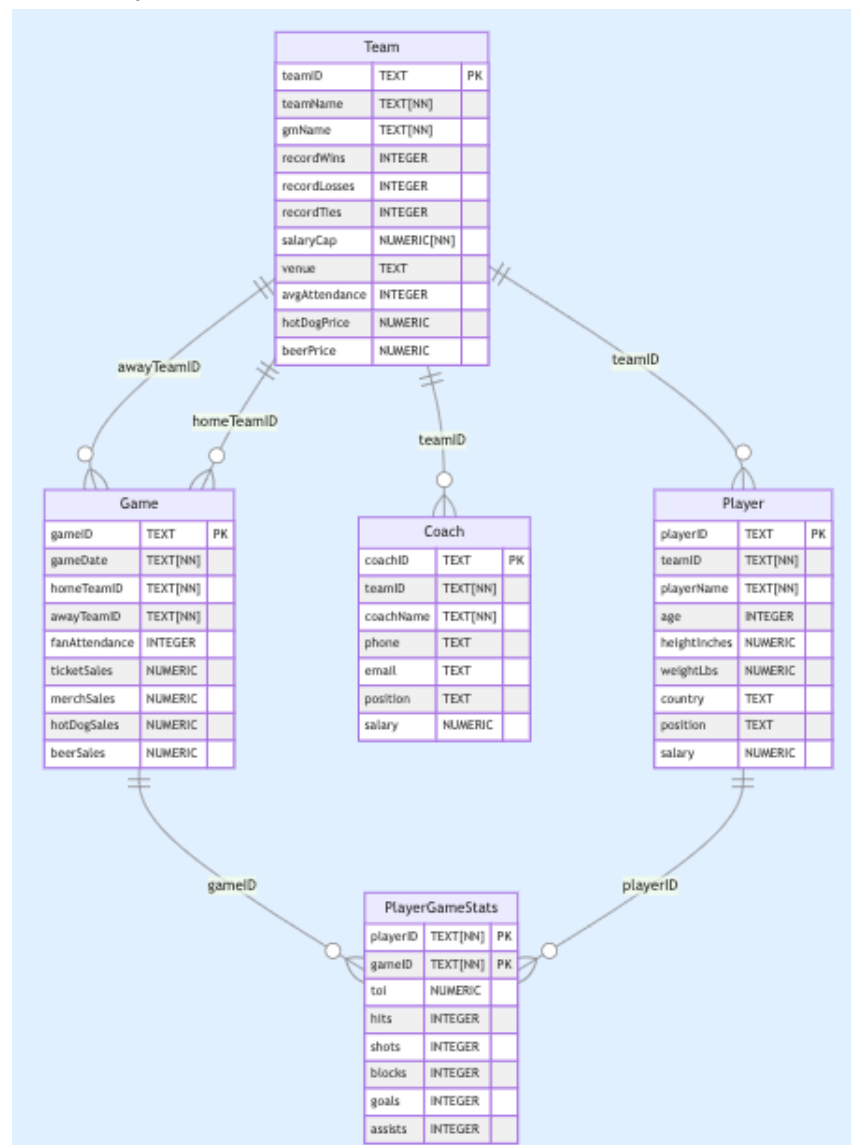 Team
teamID TEXT PK
teamName TEXT[NN]
gmName TEXT[NN]
recordWins INTEGER
recordLosses INTEGER
recordTies INTEGER
salaryCap NUMERIC[NN]
venue TEXT
avgAttendance INTEGER
hotDogPrice NUMERIC
beerPrice NUMERIC
awayTeamID
homeTeamID
teamID
teamID
Game
gameID TEXT PK
gameDate TEXT[NN]
homeTeamID TEXT[NN]
awayTeamID TEXT[NN]
fanAttendance INTEGER
ticketSales NUMERIC
merchSales NUMERIC
hotDogSales NUMERIC
beerSales NUMERIC
Coach
coachID TEXT PK
teamID TEXT[NN]
coachName TEXT[NN]
phone TEXT
email TEXT
position TEXT
salary NUMERIC
Player
playerID TEXT PK
teamID TEXT[NN]
playerName TEXT[NN]
age INTEGER
heightInches NUMERIC
weightLbs NUMERIC
country TEXT
position TEXT
salary NUMERIC
gameID
playerID
PlayerGameStats
playerID TEXT[NN] PK
gameID TEXT[NN] PK
toi NUMERIC
hits INTEGER
shots INTEGER
blocks INTEGER
goals INTEGER
assists INTEGER